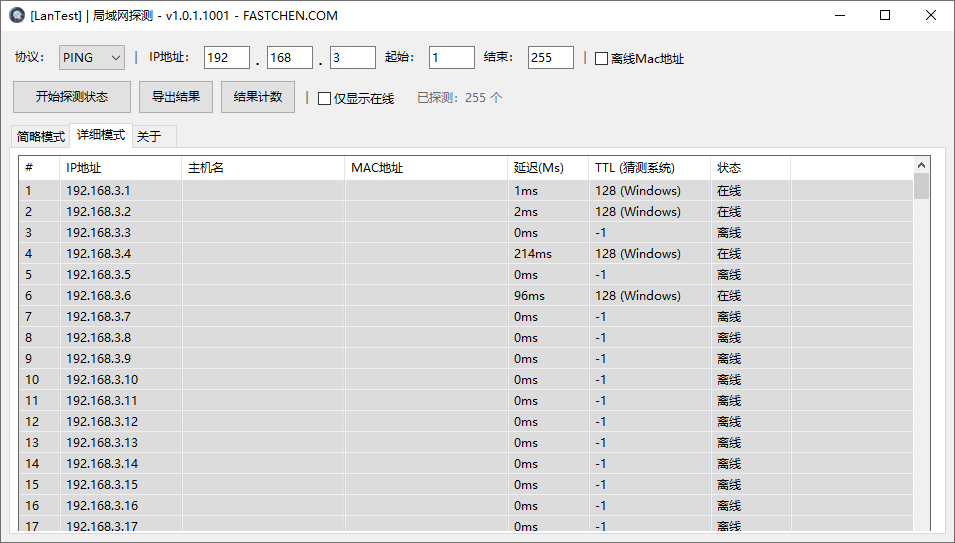 [LanTest] | 局域网探测 - v1.0.1.1001 - FASTCHEN.COM
协议: PING | IP地址: 192 . 168 . 3 起始: 1 结束: 255 | 离线Mac地址
开始探测状态 导出结果 结果计数 | 仅显示在线 已探测: 255 个
简略模式 详细模式 关于
# IP地址 主机名 MAC地址 延迟(Ms) TTL (猜测系统) 状态
1 192.168.3.1 1ms 128 (Windows) 在线
2 192.168.3.2 2ms 128 (Windows) 在线
3 192.168.3.3 0ms -1 离线
4 192.168.3.4 214ms 128 (Windows) 在线
5 192.168.3.5 0ms -1 离线
6 192.168.3.6 96ms 128 (Windows) 在线
7 192.168.3.7 0ms -1 离线
8 192.168.3.8 0ms -1 离线
9 192.168.3.9 0ms -1 离线
10 192.168.3.10 0ms -1 离线
11 192.168.3.11 0ms -1 离线
12 192.168.3.12 0ms -1 离线
13 192.168.3.13 0ms -1 离线
14 192.168.3.14 0ms -1 离线
15 192.168.3.15 0ms -1 离线
16 192.168.3.16 0ms -1 离线
17 192.168.3.17 0ms -1 离线